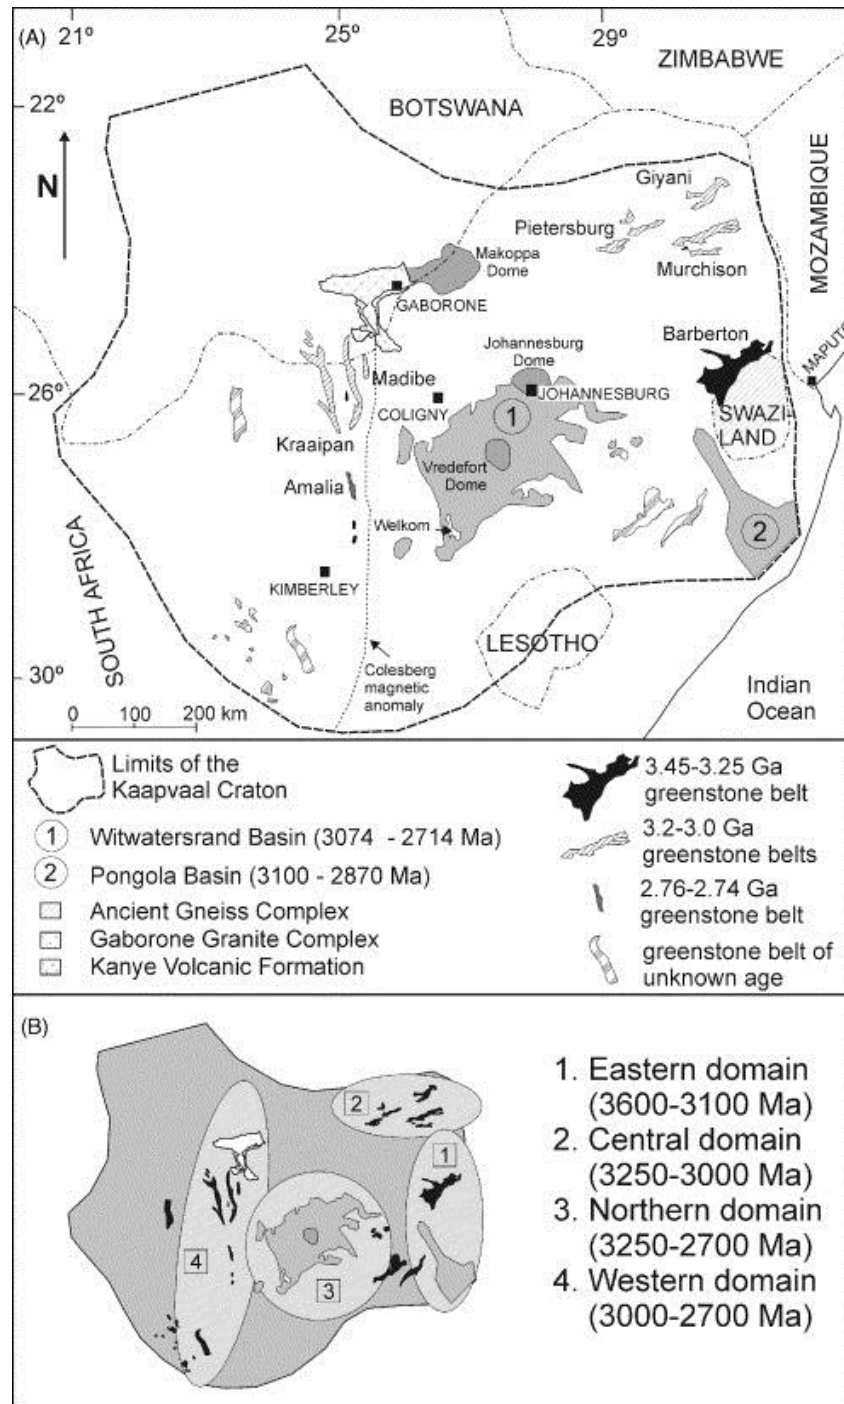 (A)
21º
25º
29º
22º
26º
30º
N
ZIMBABWE
BOTSWANA
MOZAMBIQUE
Giyani
Pietersburg
Murchison
Makoppa
Dome
GABORONE
Barberton
MAPUTO
Johannesburg
Dome
JOHANNESBURG
Madibe
COLIGNY
1
SWAZI-
LAND
Kraaipan
Vredefort
Dome
Amalia
Welkom
2
KIMBERLEY
SOUTH AFRICA
LESOTHO
Colesberg
magnetic
anomaly
Indian
Ocean
0 100 200 km
Limits of the
Kaapvaal Craton
1 Witwatersrand Basin (3074 - 2714 Ma)
2 Pongola Basin (3100 - 2870 Ma)
Ancient Gneiss Complex
Gaborone Granite Complex
Kanye Volcanic Formation
3.45-3.25 Ga
greenstone belt
3.2-3.0 Ga
greenstone belts
2.76-2.74 Ga
greenstone belt
greenstone belt of
unknown age
(B)
2
1
4
3
1. Eastern domain
(3600-3100 Ma)
2. Central domain
(3250-3000 Ma)
3. Northern domain
(3250-2700 Ma)
4. Western domain
(3000-2700 Ma)